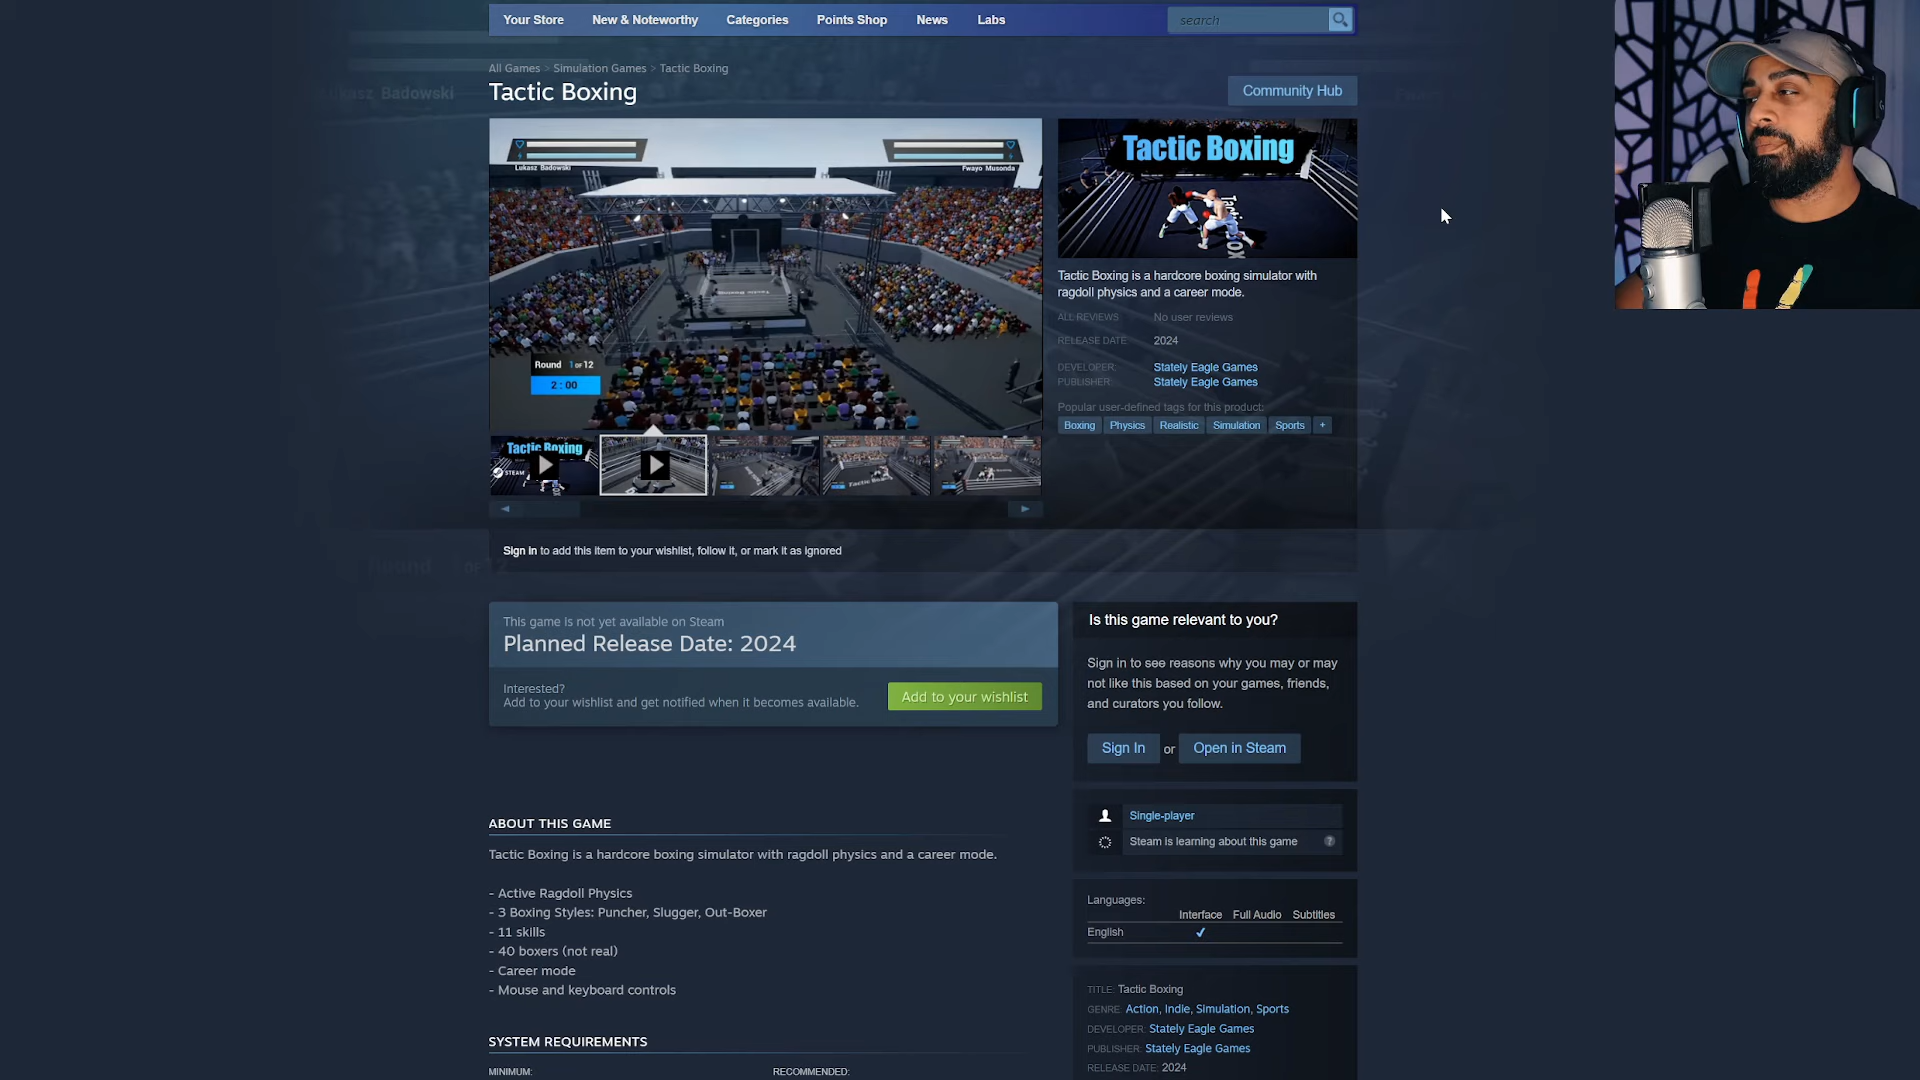 Your Store New & Noteworthy Categories Points Shop News Labs search
All Games > Simulation Games > Tactic Boxing
Tactic Boxing
Community Hub
Lukasz Badowski
Fwayo Musonda
Round 1 OF 12
2 : 00
Tactic Boxing
Tactic Boxing
STEAM
Tactic Boxing
Tactic Boxing is a hardcore boxing simulator with
ragdoll physics and a career mode.
ALL REVIEWS No user reviews
RELEASE DATE: 2024
DEVELOPER: Stately Eagle Games
PUBLISHER: Stately Eagle Games
Popular user-defined tags for this product:
Boxing Physics Realistic Simulation Sports +
Sign in to add this item to your wishlist, follow it, or mark it as ignored
This game is not yet available on Steam
Planned Release Date: 2024
Interested?
Add to your wishlist and get notified when it becomes available.
Add to your wishlist
ABOUT THIS GAME
Tactic Boxing is a hardcore boxing simulator with ragdoll physics and a career mode.
- Active Ragdoll Physics
- 3 Boxing Styles: Puncher, Slugger, Out-Boxer
- 11 skills
- 40 boxers (not real)
- Career mode
- Mouse and keyboard controls
SYSTEM REQUIREMENTS
MINIMUM: RECOMMENDED:
Is this game relevant to you?
Sign in to see reasons why you may or may
not like this based on your games, friends,
and curators you follow.
Sign In or Open in Steam
Single-player
Steam is learning about this game ?
Languages:
Interface Full Audio Subtitles
English ✔
TITLE: Tactic Boxing
GENRE: Action, Indie, Simulation, Sports
DEVELOPER: Stately Eagle Games
PUBLISHER: Stately Eagle Games
RELEASE DATE: 2024